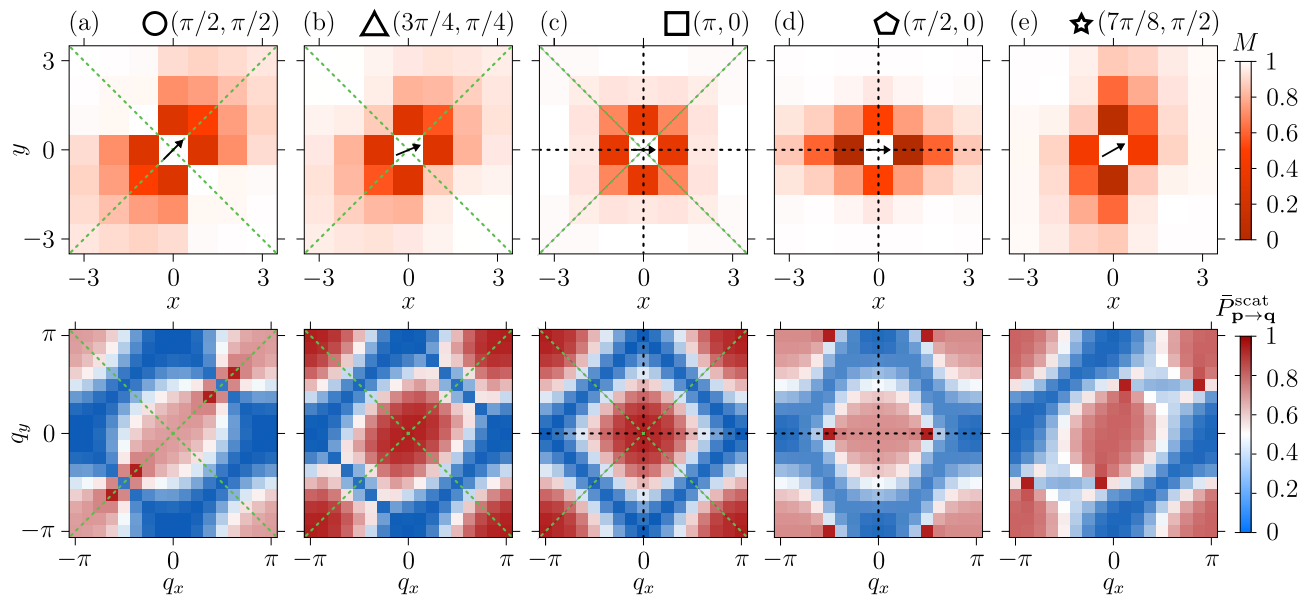 (a) (π/2, π/2) (b) (3π/4, π/4) (c) (π, 0) (d) (π/2, 0) (e) (7π/8, π/2)
M
3 1
0.8
y 0 0.6
0.4
0.2
−3 0
−3 0 3 −3 0 3 −3 0 3 −3 0 3 −3 0 3
x x x x x
P̄^scat_p→q
π 1
0.8
q_y 0 0.6
0.4
0.2
−π 0
−π 0 π −π 0 π −π 0 π −π 0 π −π 0 π
q_x q_x q_x q_x q_x